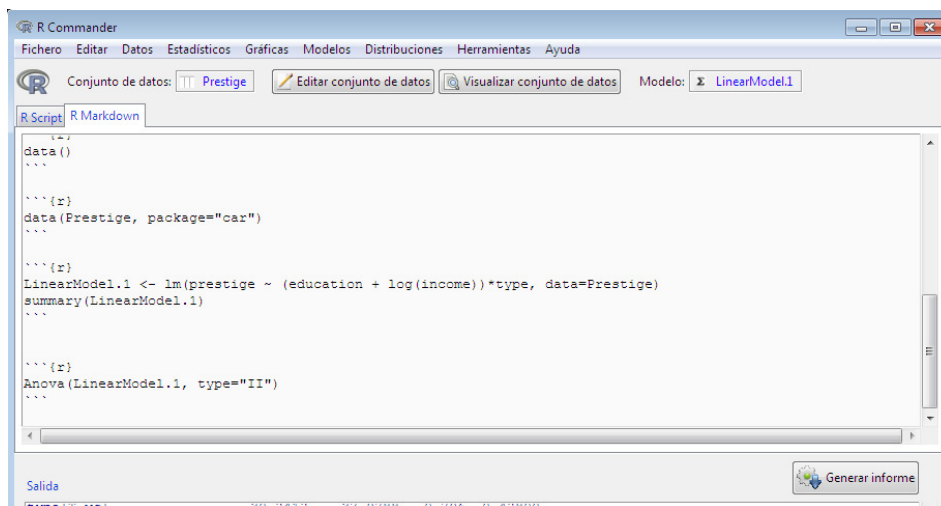 R Commander
Fichero Editar Datos Estadísticos Gráficas Modelos Distribuciones Herramientas Ayuda
Conjunto de datos: Prestige Editar conjunto de datos Visualizar conjunto de datos Modelo: Σ LinearModel.1
R Script R Markdown
data()
```
```{r}
data(Prestige, package="car")
```
```{r}
LinearModel.1 <- lm(prestige ~ (education + log(income))*type, data=Prestige)
summary(LinearModel.1)
```
```{r}
Anova(LinearModel.1, type="II")
```
Generar informe
Salida